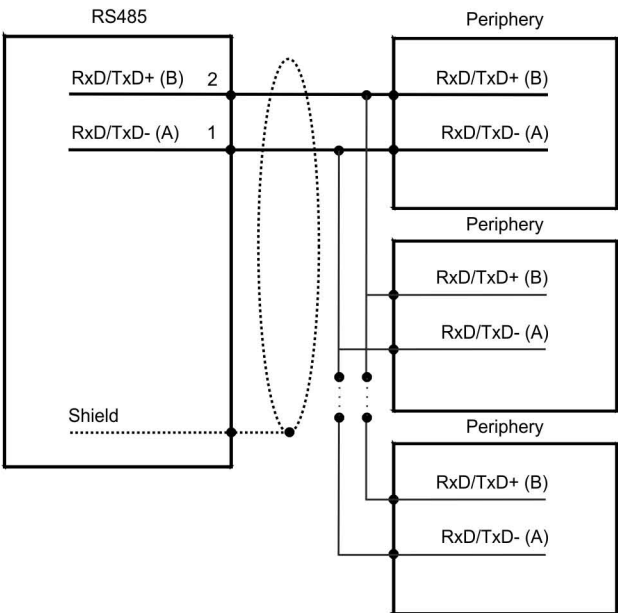 RS485
Periphery
RxD/TxD+ (B) 2
RxD/TxD+ (B)
RxD/TxD- (A) 1
RxD/TxD- (A)
Periphery
RxD/TxD+ (B)
RxD/TxD- (A)
Shield
Periphery
RxD/TxD+ (B)
RxD/TxD- (A)